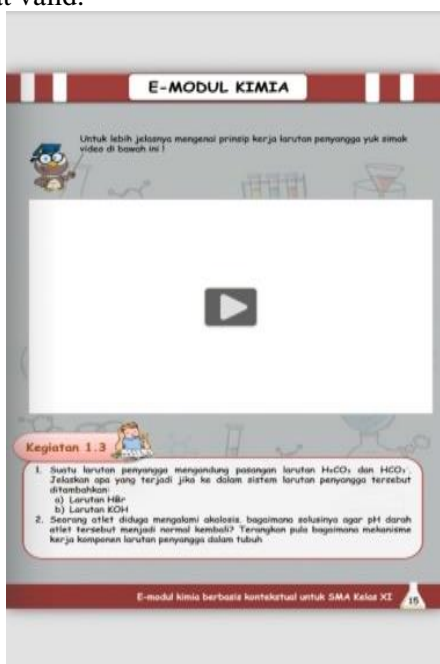 at valid.
E-MODUL KIMIA
Untuk lebih jelasnya mengenai prinsip kerja larutan penyangga yuk simak
video di bawah ini !
Kegiatan 1.3
1. Suatu larutan penyangga mengandung pasangan larutan H₂CO₃ dan HCO₃⁻.
Jelaskan apa yang terjadi jika ke dalam sistem larutan penyangga tersebut
ditambahkan:
a) Larutan HBr
b) Larutan KOH
2. Seorang atlet diduga mengalami akalosis, bagaimana solusinya agar pH darah
atlet tersebut menjadi normal kembali? Terangkan pula bagaimana mekanisme
kerja komponen larutan penyangga dalam tubuh
E-modul kimia berbasis kontekstual untuk SMA Kelas XI
15